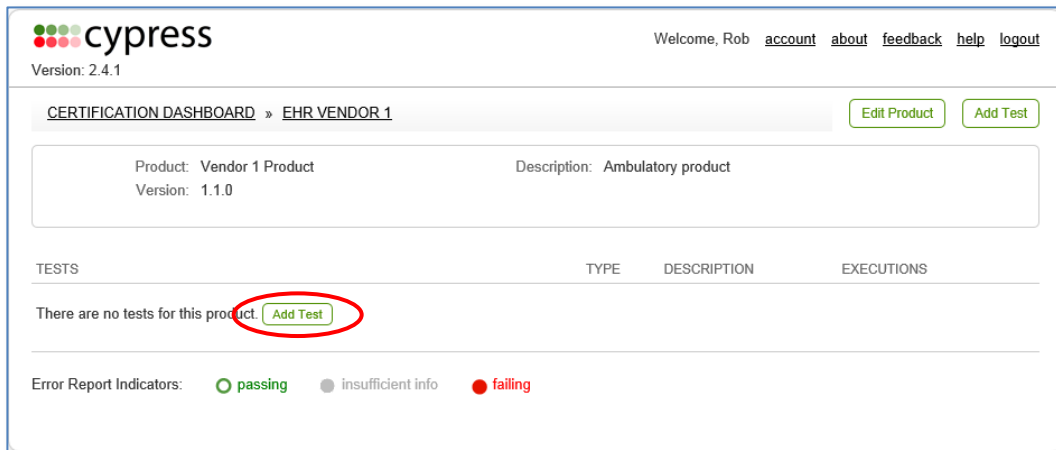 cypress
Welcome, Rob account about feedback help logout
Version: 2.4.1
CERTIFICATION DASHBOARD » EHR VENDOR 1
Edit Product Add Test
Product: Vendor 1 Product Description: Ambulatory product
Version: 1.1.0
TESTS TYPE DESCRIPTION EXECUTIONS
There are no tests for this product. Add Test
Error Report Indicators: passing insufficient info failing